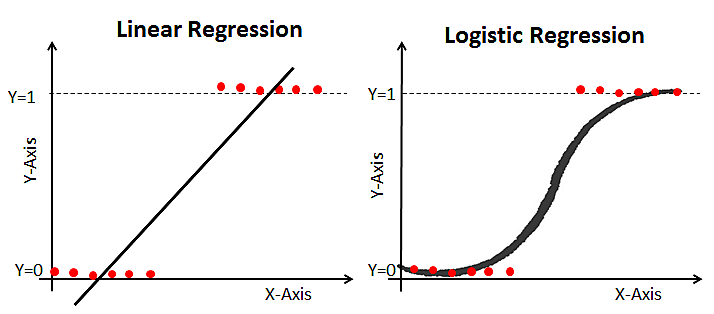 Linear Regression
Y=1
Y-Axis
Y=0
X-Axis
Logistic Regression
Y=1
Y-Axis
Y=0
X-Axis